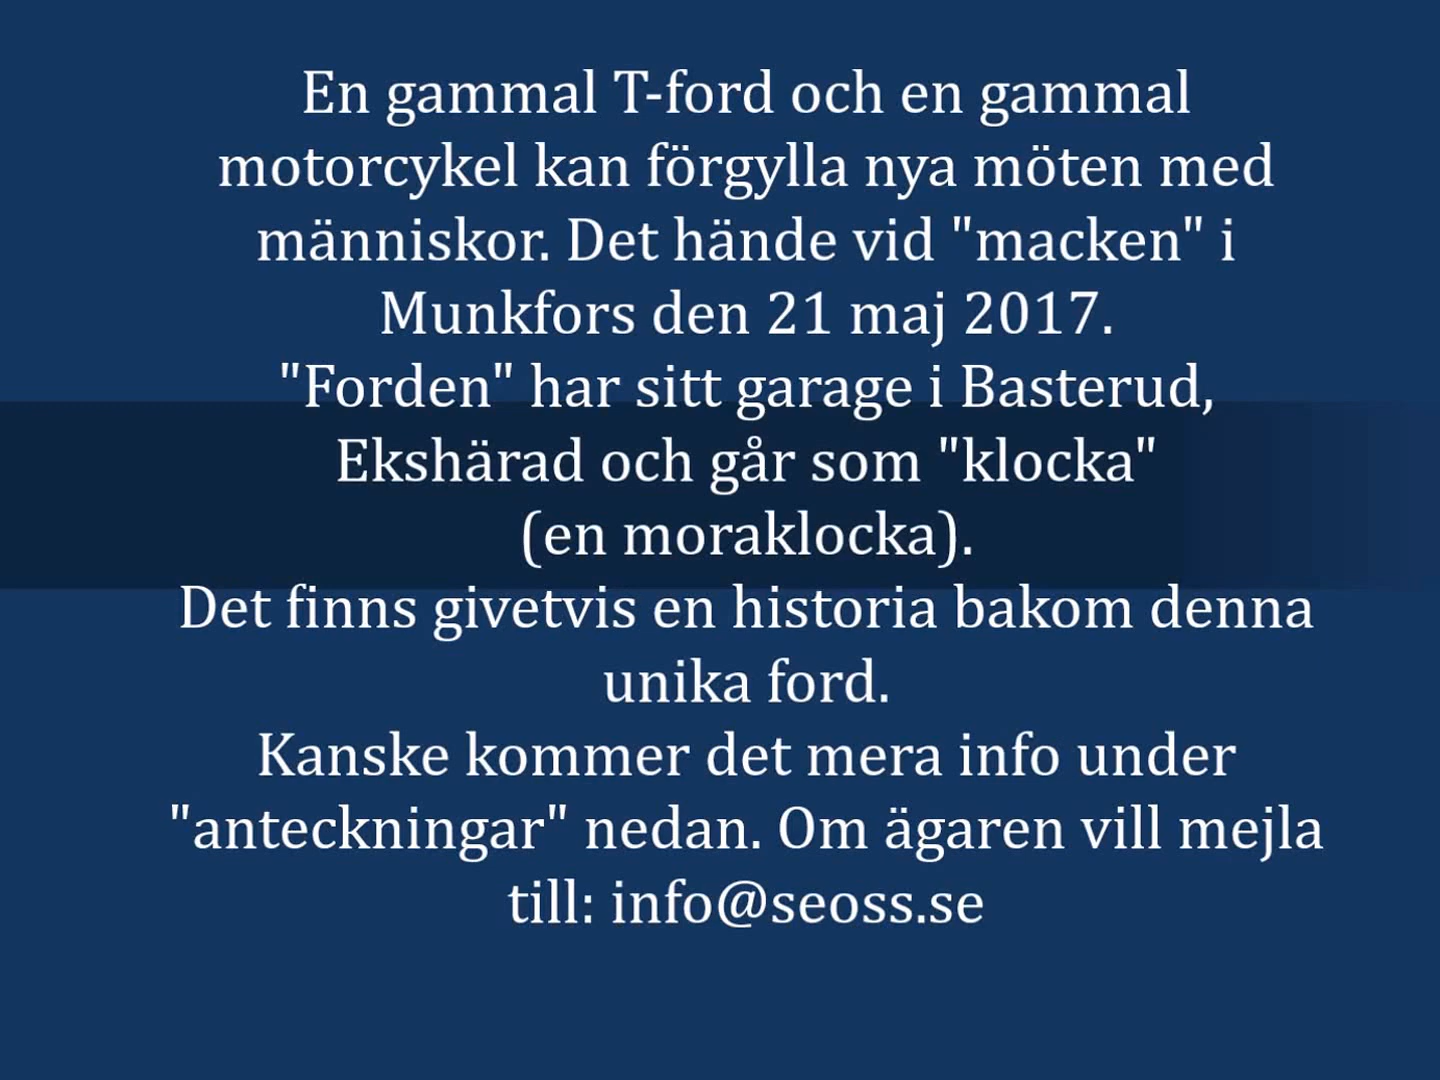 En gammal T-ford och en gammal
motorcykel kan förgylla nya möten med
människor. Det hände vid "macken" i
Munkfors den 21 maj 2017.
"Forden" har sitt garage i Basterud,
Ekshärad och går som "klocka"
(en moraklocka).
Det finns givetvis en historia bakom denna
unika ford.
Kanske kommer det mera info under
"anteckningar" nedan. Om ägaren vill mejla
till: info@seoss.se